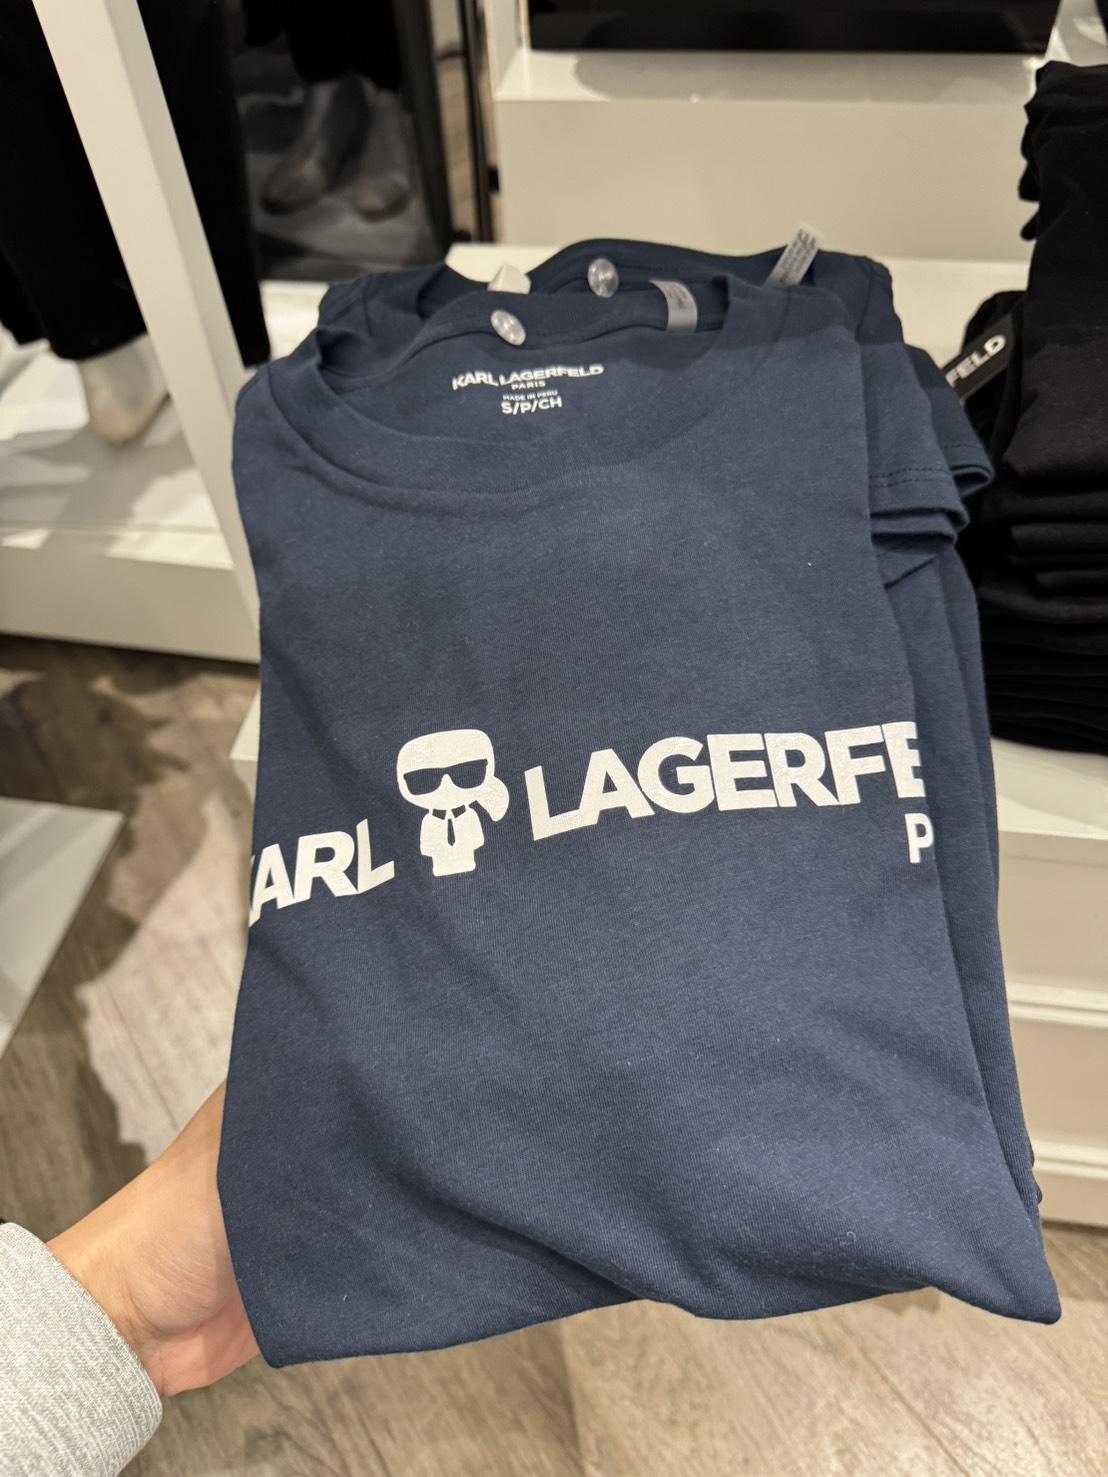 KARL LAGERFELD
PARIS
MADE IN PERU
S/P/CH
FELD
KARL LAGERFE
P